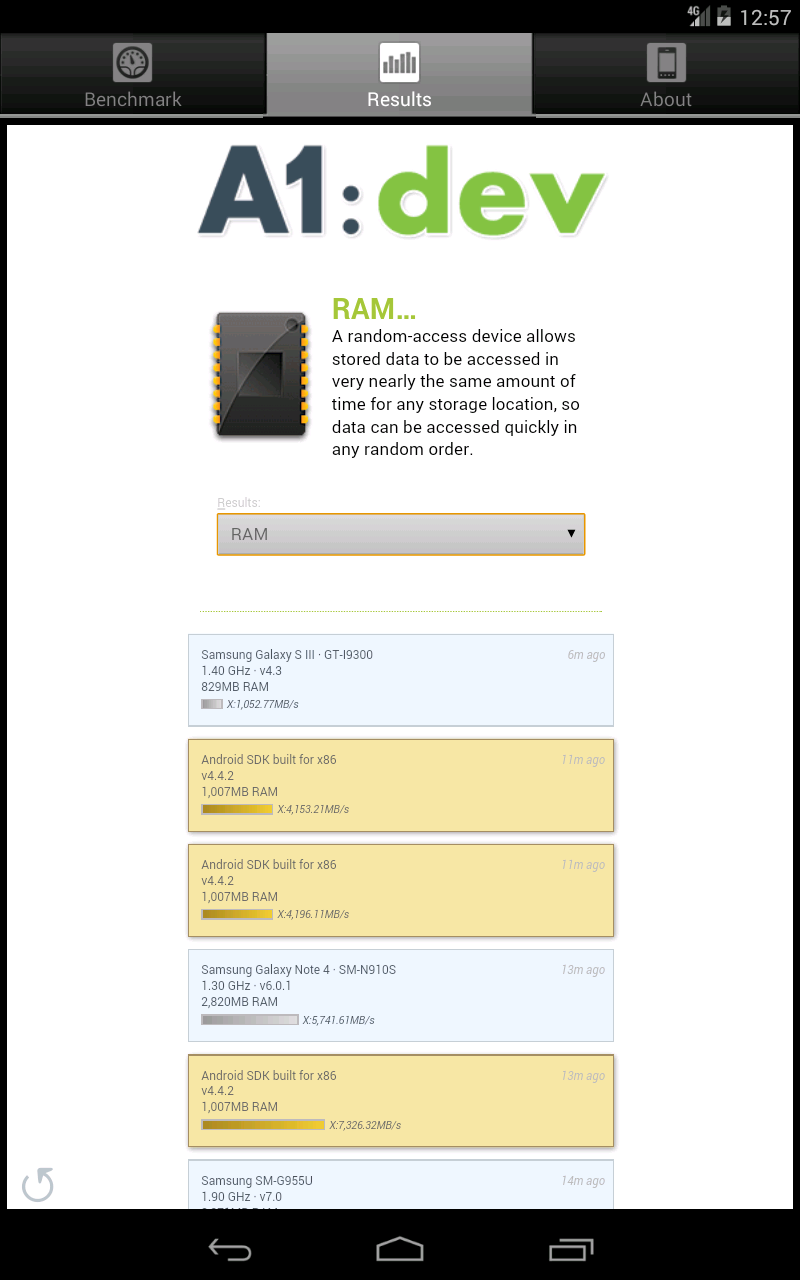 4G
12:57
Benchmark
Results
About
A1:dev
RAM...
A random-access device allows
stored data to be accessed in
very nearly the same amount of
time for any storage location, so
data can be accessed quickly in
any random order.
Results:
RAM
Samsung Galaxy S III · GT-I9300
6m ago
1.40 GHz · v4.3
829MB RAM
X:1,052.77MB/s
Android SDK built for x86
11m ago
v4.4.2
1,007MB RAM
X:4,153.21MB/s
Android SDK built for x86
11m ago
v4.4.2
1,007MB RAM
X:4,196.11MB/s
Samsung Galaxy Note 4 · SM-N910S
13m ago
1.30 GHz · v6.0.1
2,820MB RAM
X:5,741.61MB/s
Android SDK built for x86
13m ago
v4.4.2
1,007MB RAM
X:7,326.32MB/s
Samsung SM-G955U
14m ago
1.90 GHz · v7.0